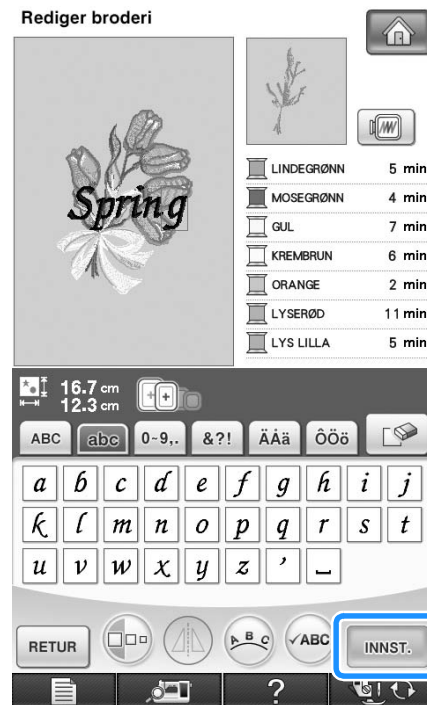 Rediger broderi
Spring
LINDEGRØNN 5 min
MOSEGRØNN 4 min
GUL 7 min
KREMBRUN 6 min
ORANGE 2 min
LYSERØD 11 min
LYS LILLA 5 min
16.7 cm
12.3 cm
ABC abc 0~9,. &?! ÄÅä ÔÖö
a b c d e f g h i j
k l m n o p q r s t
u v w x y z ’ ⎵
RETUR A B C ✓ABC INNST.
?